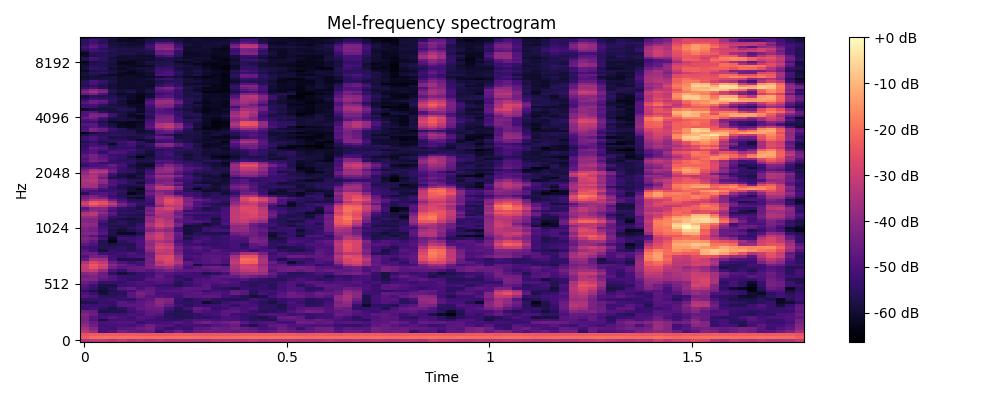 Mel-frequency spectrogram
Hz
8192
4096
2048
1024
512
0
0
0.5
1
1.5
Time
+0 dB
-10 dB
-20 dB
-30 dB
-40 dB
-50 dB
-60 dB